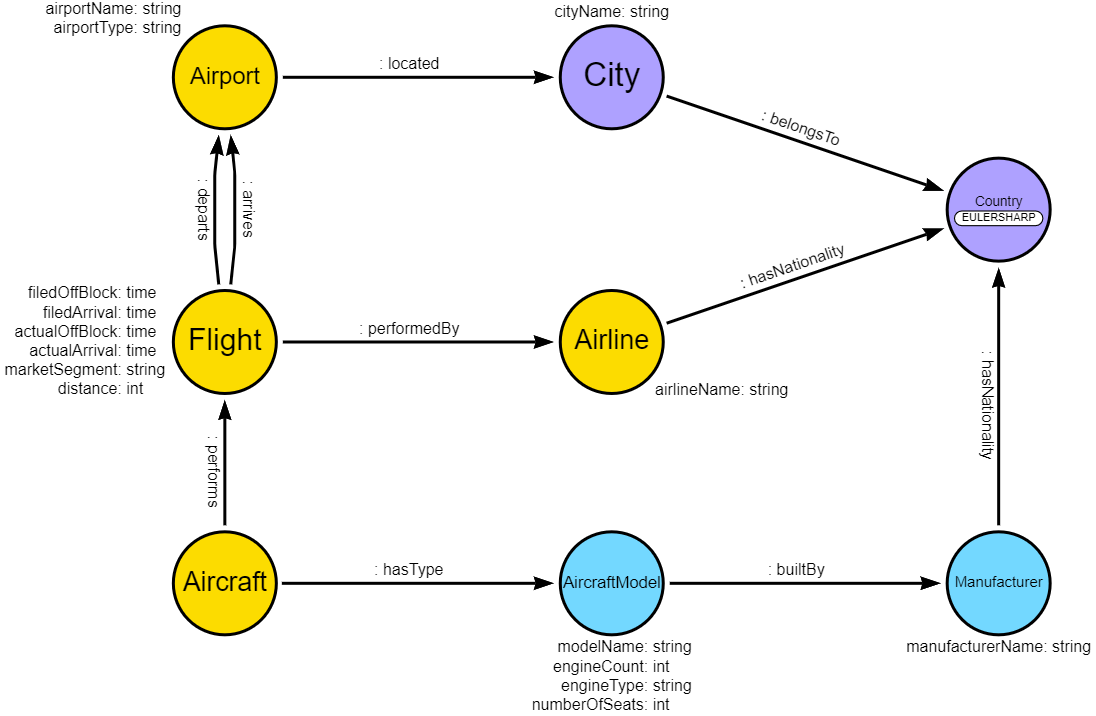 airportName: string
airportType: string
Airport
: located
cityName: string
City
: belongsTo
Country
EULERSHARP
: departs
: arrives
filedOffBlock: time
filedArrival: time
actualOffBlock: time
actualArrival: time
marketSegment: string
distance: int
Flight
: performedBy
Airline
airlineName: string
: hasNationality
: hasNationality
: performs
Aircraft
: hasType
AircraftModel
modelName: string
engineCount: int
engineType: string
numberOfSeats: int
: builtBy
Manufacturer
manufacturerName: string